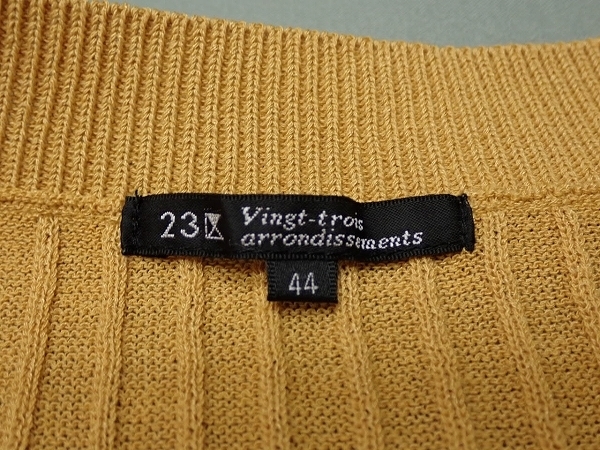 23区
Vingt-trois
arrondissements
44